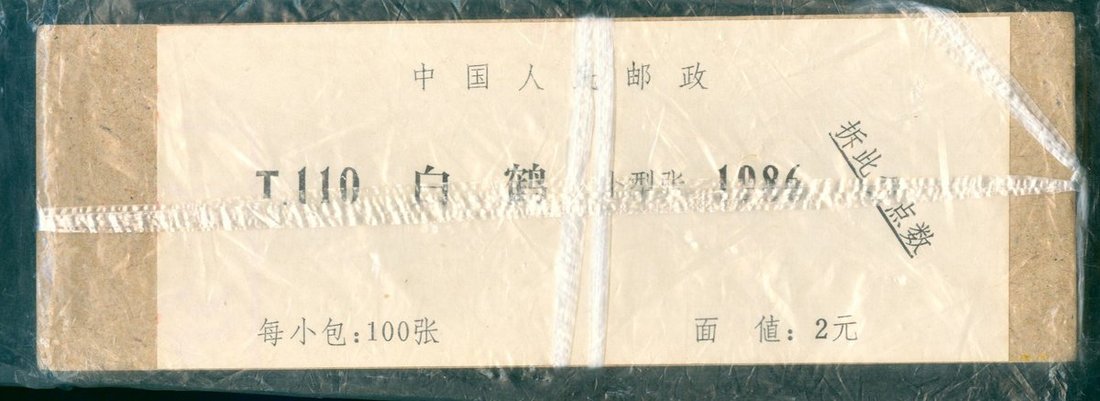 中国人民邮政
T.110 白鹤 小型张 1986
拆此 点数
每小包:100张
面值:2元